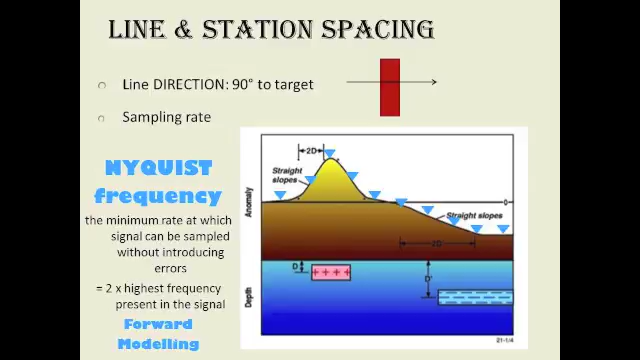 LINE & STATION SPACING
Line DIRECTION: 90° to target
Sampling rate
NYQUIST
frequency
the minimum rate at which
signal can be sampled
without introducing
errors
= 2 x highest frequency
present in the signal
Forward
Modelling
~2D
Straight
slopes
Anomaly
0
Straight slopes
2D
D
+ + + +
D'
Depth
21-1/4